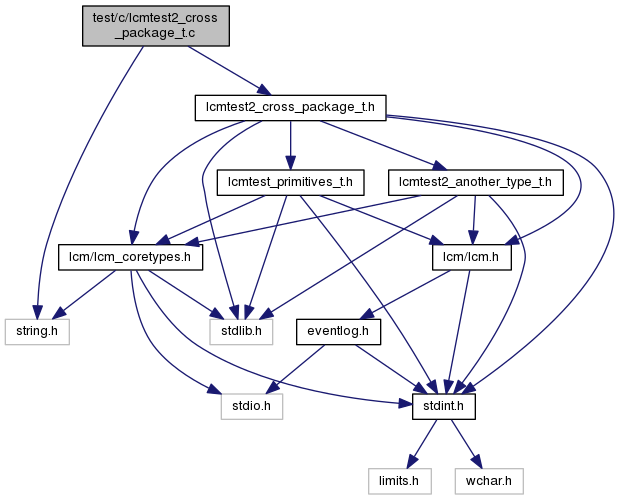 test/c/lcmtest2_cross
_package_t.c
lcmtest2_cross_package_t.h
lcmtest_primitives_t.h
lcmtest2_another_type_t.h
lcm/lcm_coretypes.h
lcm/lcm.h
string.h
stdlib.h
eventlog.h
stdio.h
stdint.h
limits.h
wchar.h